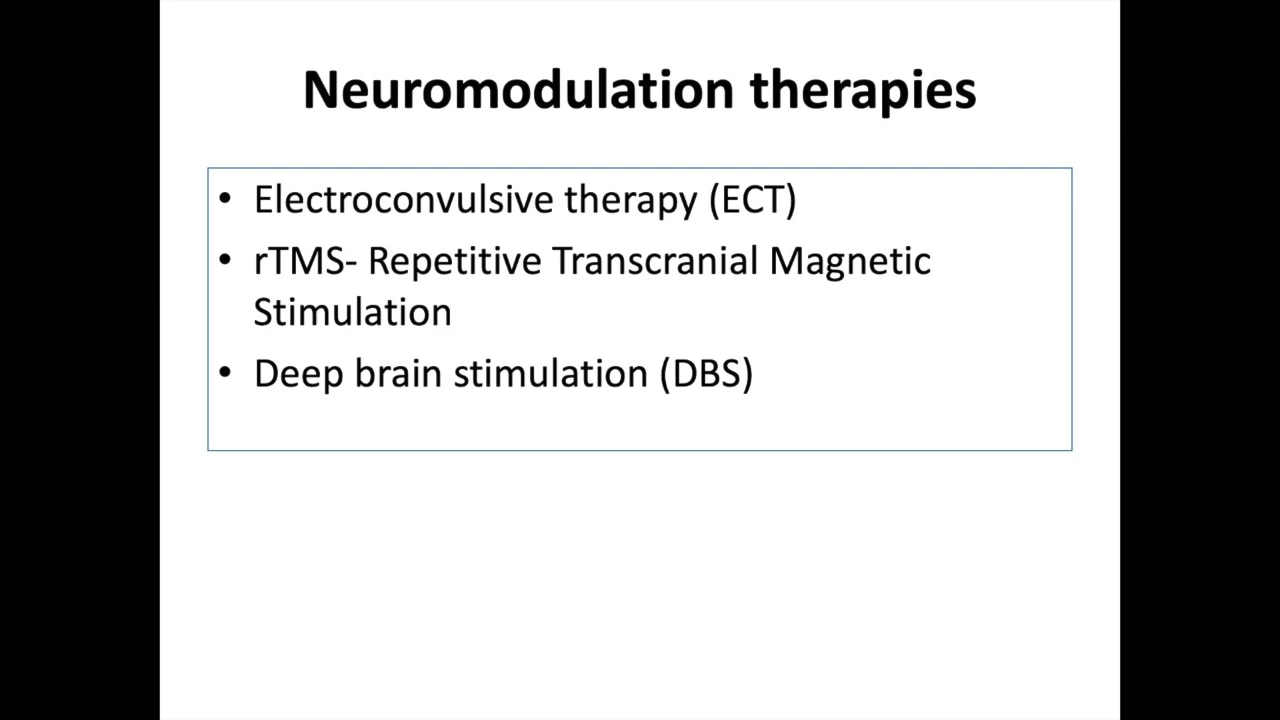 Neuromodulation therapies
• Electroconvulsive therapy (ECT)
• rTMS- Repetitive Transcranial Magnetic
Stimulation
• Deep brain stimulation (DBS)